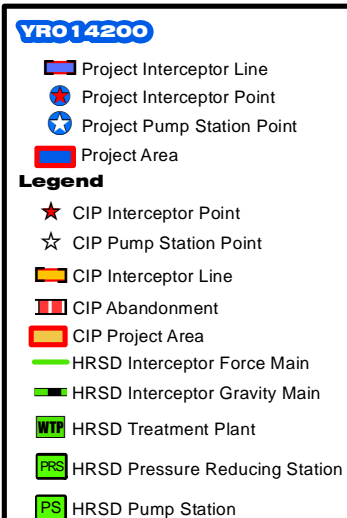 YR014200
Project Interceptor Line
Project Interceptor Point
Project Pump Station Point
Project Area
Legend
CIP Interceptor Point
CIP Pump Station Point
CIP Interceptor Line
CIP Abandonment
CIP Project Area
HRSD Interceptor Force Main
HRSD Interceptor Gravity Main
WTP HRSD Treatment Plant
PRS HRSD Pressure Reducing Station
PS HRSD Pump Station